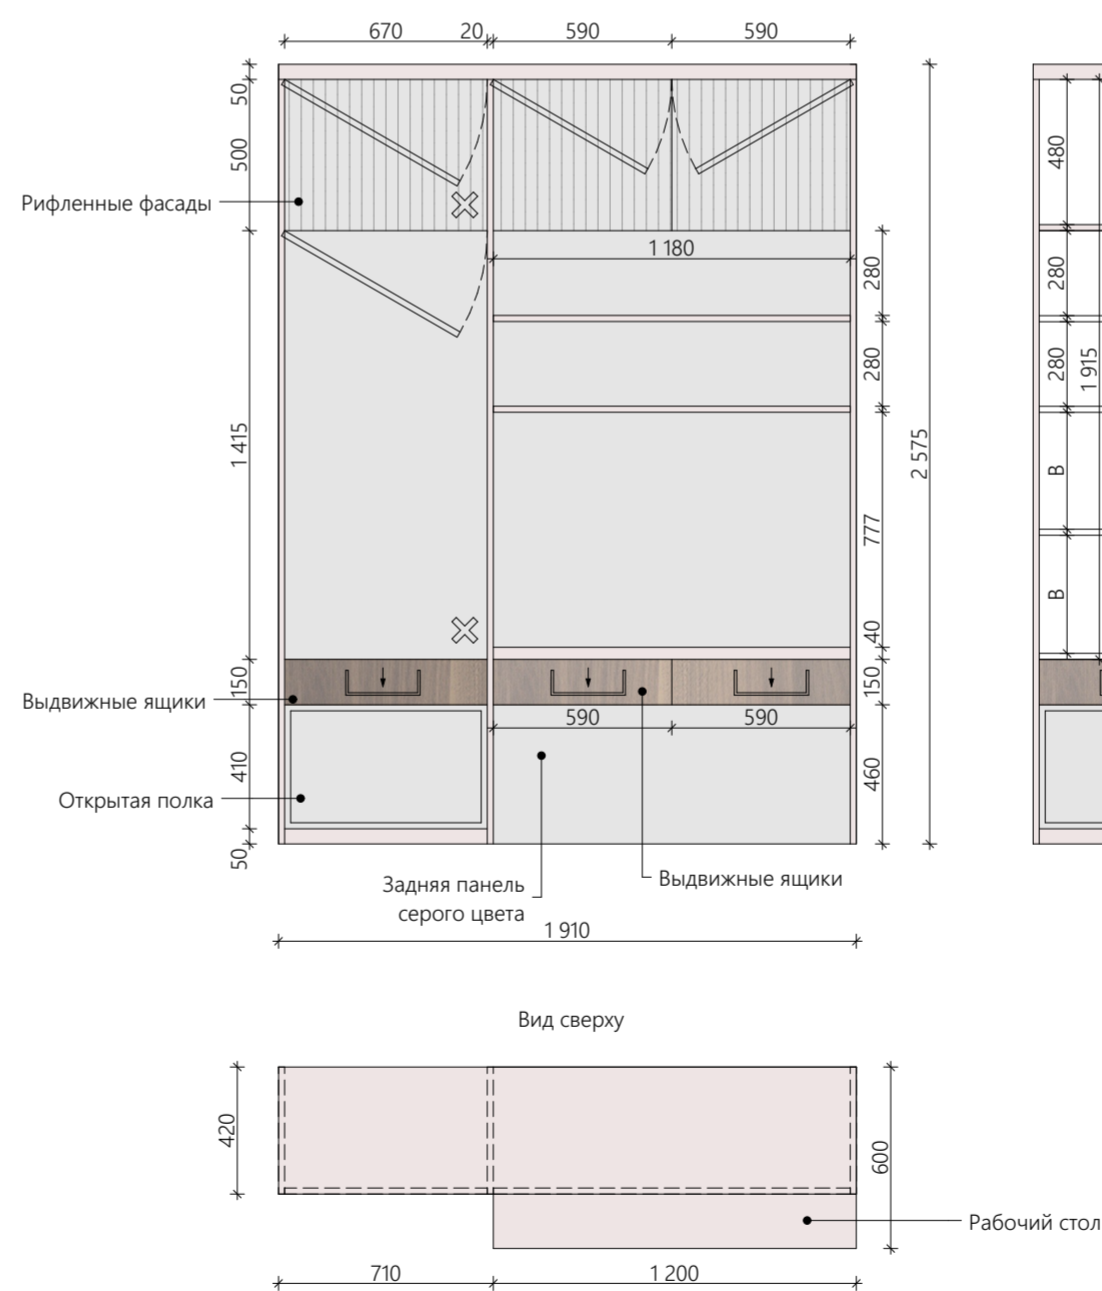 670
20
590
590
50
500
480
Рифленные фасады
1 180
280
280
280
280
1 915
1 415
2 575
B
777
B
40
150
150
Выдвижные ящики
590
590
410
460
Открытая полка
50
Задняя панель
серого цвета
Выдвижные ящики
1 910
Вид сверху
420
600
Рабочий стол
710
1 200